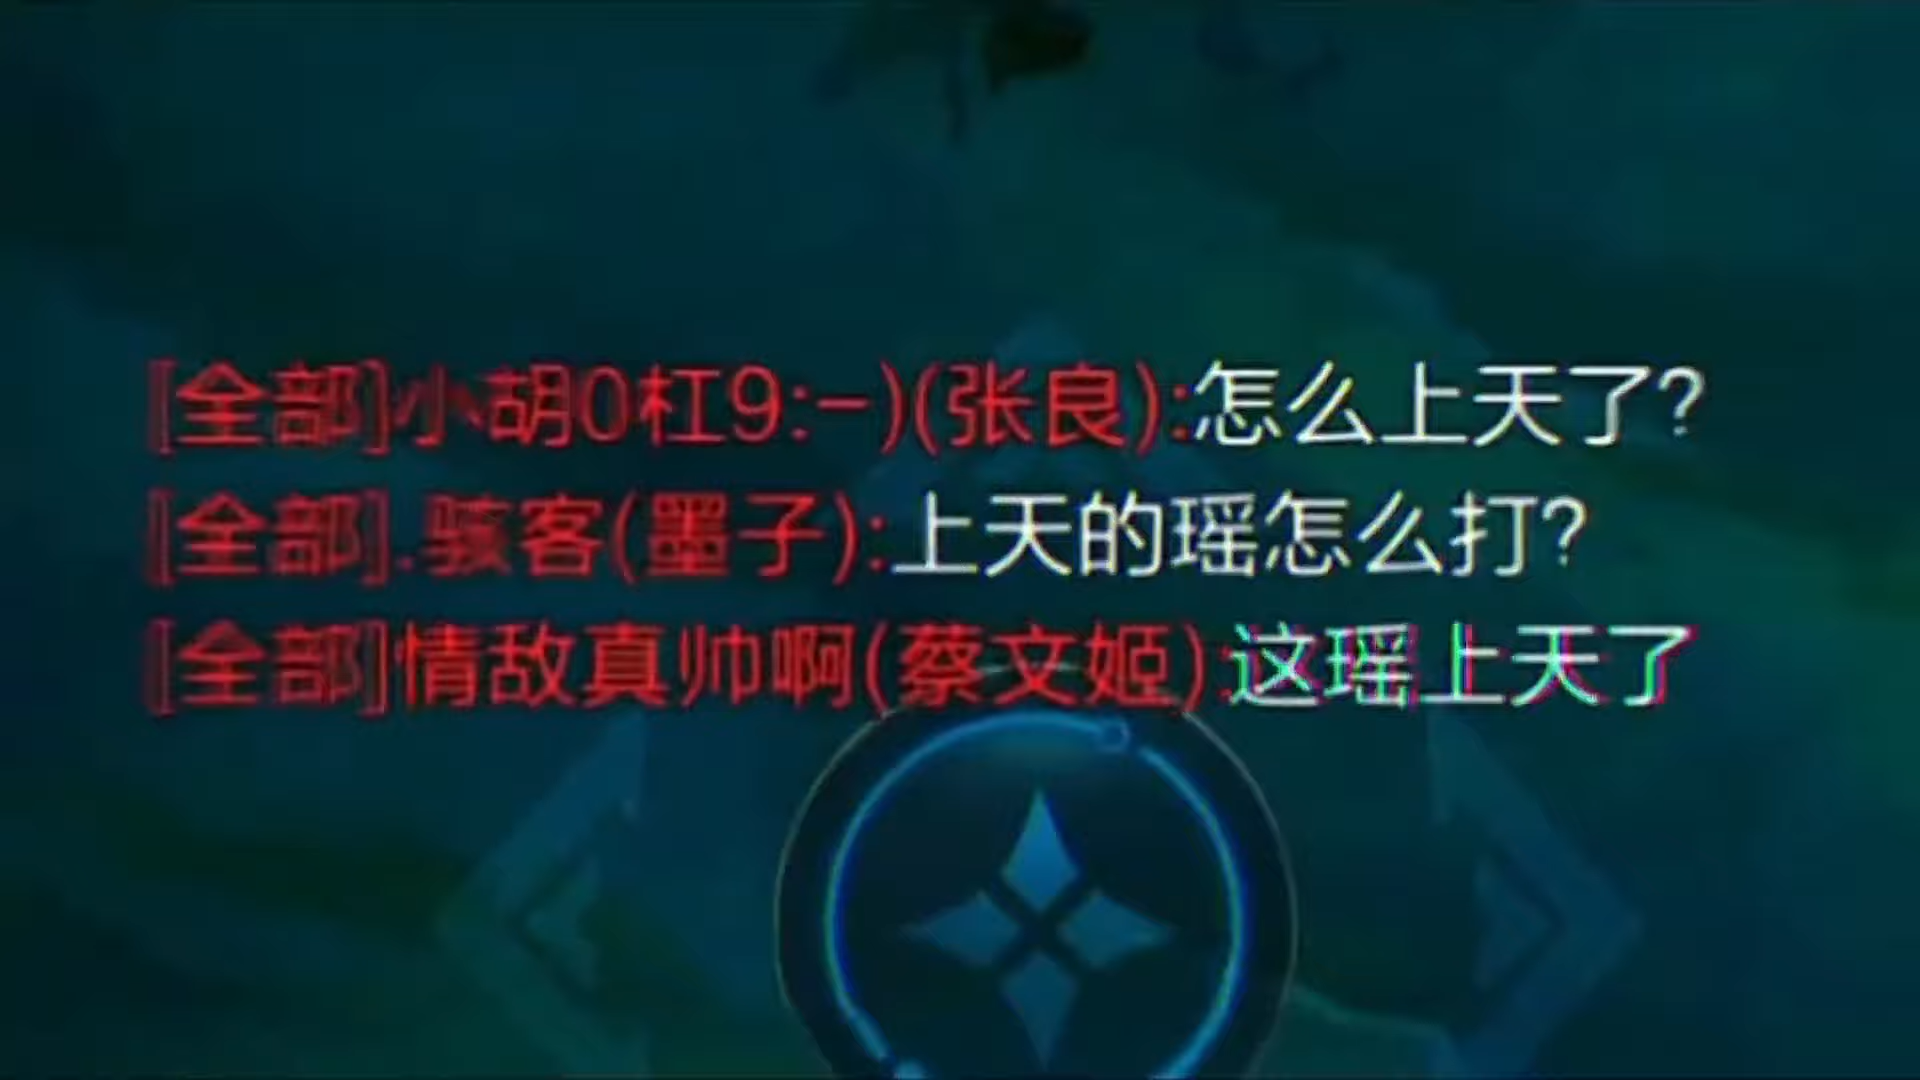 [全部]小胡0杠9:-)(张良):怎么上天了?
[全部].骇客(墨子):上天的瑶怎么打?
[全部]情敌真帅啊(蔡文姬):这瑶上天了